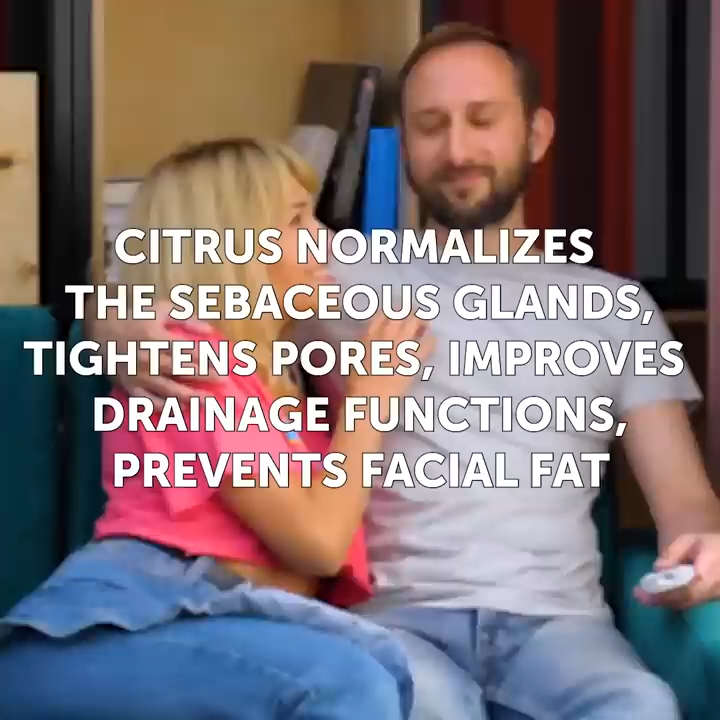 CITRUS NORMALIZES
THE SEBACEOUS GLANDS,
TIGHTENS PORES, IMPROVES
DRAINAGE FUNCTIONS,
PREVENTS FACIAL FAT